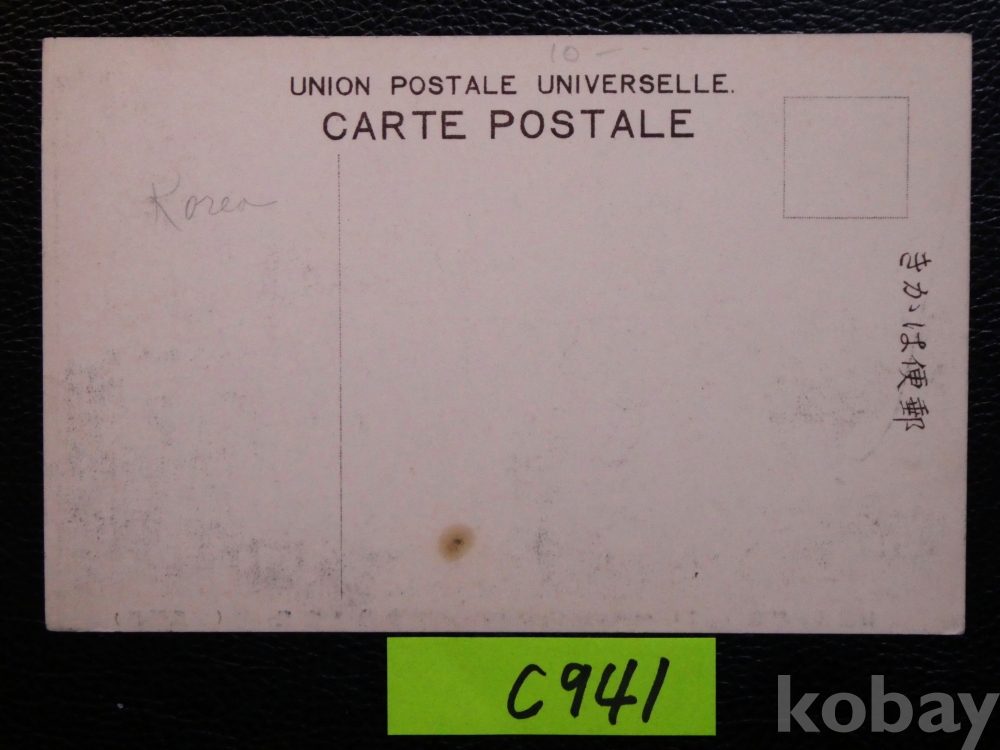 10-
UNION POSTALE UNIVERSELLE.
CARTE POSTALE
Korea
きかは便郵
C941
kobay